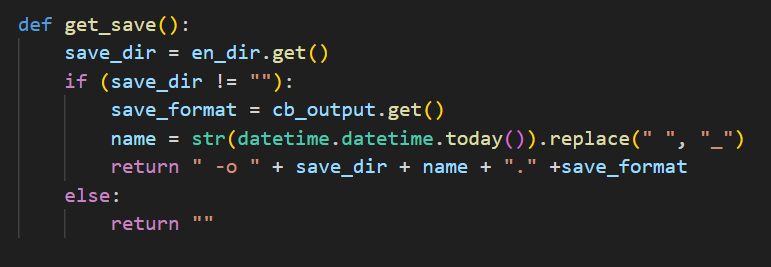 def get_save():
    save_dir = en_dir.get()
    if (save_dir != ""):
        save_format = cb_output.get()
        name = str(datetime.datetime.today()).replace(" ", "_")
        return " -o " + save_dir + name + "." +save_format
    else:
        return ""